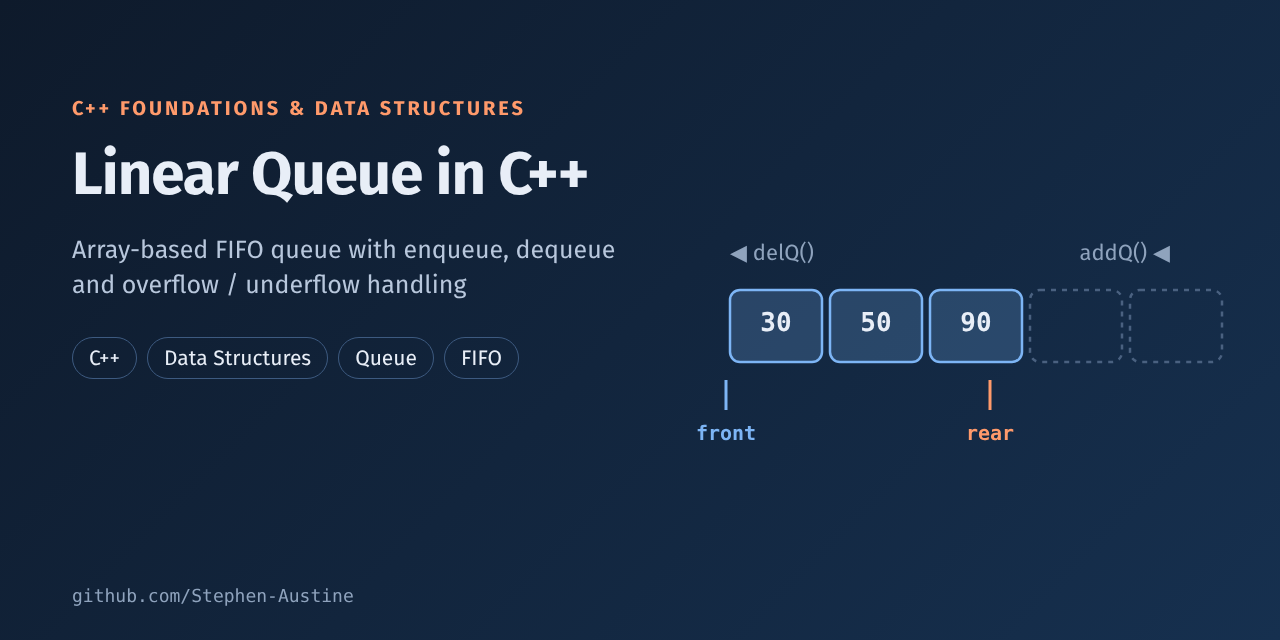 C++ FOUNDATIONS & DATA STRUCTURES
Linear Queue in C++
Array-based FIFO queue with enqueue, dequeue
and overflow / underflow handling
C++ Data Structures Queue FIFO
◀ delQ() addQ() ◀
30 50 90
front rear
github.com/Stephen-Austine